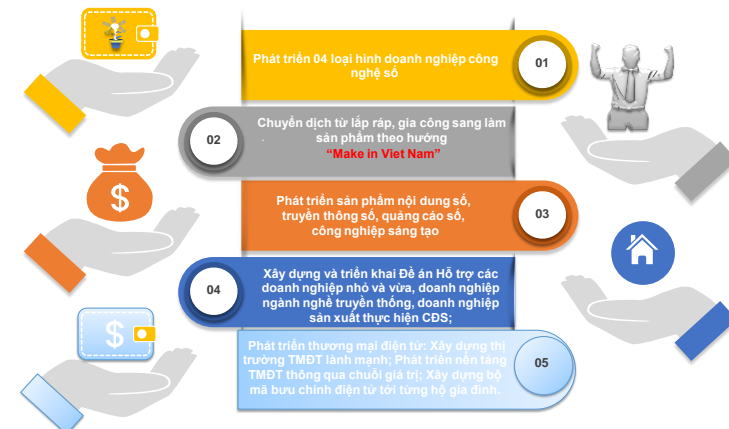 Phát triển 04 loại hình doanh nghiệp công
nghệ số
01
02
Chuyển dịch từ lắp ráp, gia công sang làm
sản phẩm theo hướng
“Make in Viet Nam”
Phát triển sản phẩm nội dung số,
truyền thông số, quảng cáo số,
công nghiệp sáng tạo
03
$
04
Xây dựng và triển khai Đề án Hỗ trợ các
doanh nghiệp nhỏ và vừa, doanh nghiệp
ngành nghề truyền thống, doanh nghiệp
sản xuất thực hiện CĐS;
$
Phát triển thương mại điện tử: Xây dựng thị
trường TMĐT lành mạnh; Phát triển nền tảng
TMĐT thông qua chuỗi giá trị; Xây dựng bộ
mã bưu chính điện tử tới từng hộ gia đình.
05